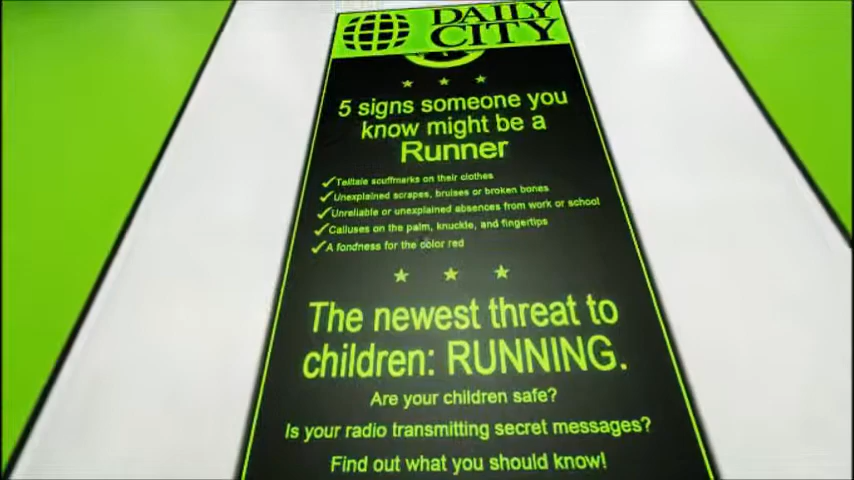 DAILY
CITY
5 signs someone you
know might be a
Runner
Telltale scuffmarks on their clothes
Unexplained scrapes, bruises or broken bones
Unreliable or unexplained absences from work or school
Calluses on the palm, knuckle, and fingertips
A fondness for the color red
The newest threat to
children: RUNNING.
Are your children safe?
Is your radio transmitting secret messages?
Find out what you should know!